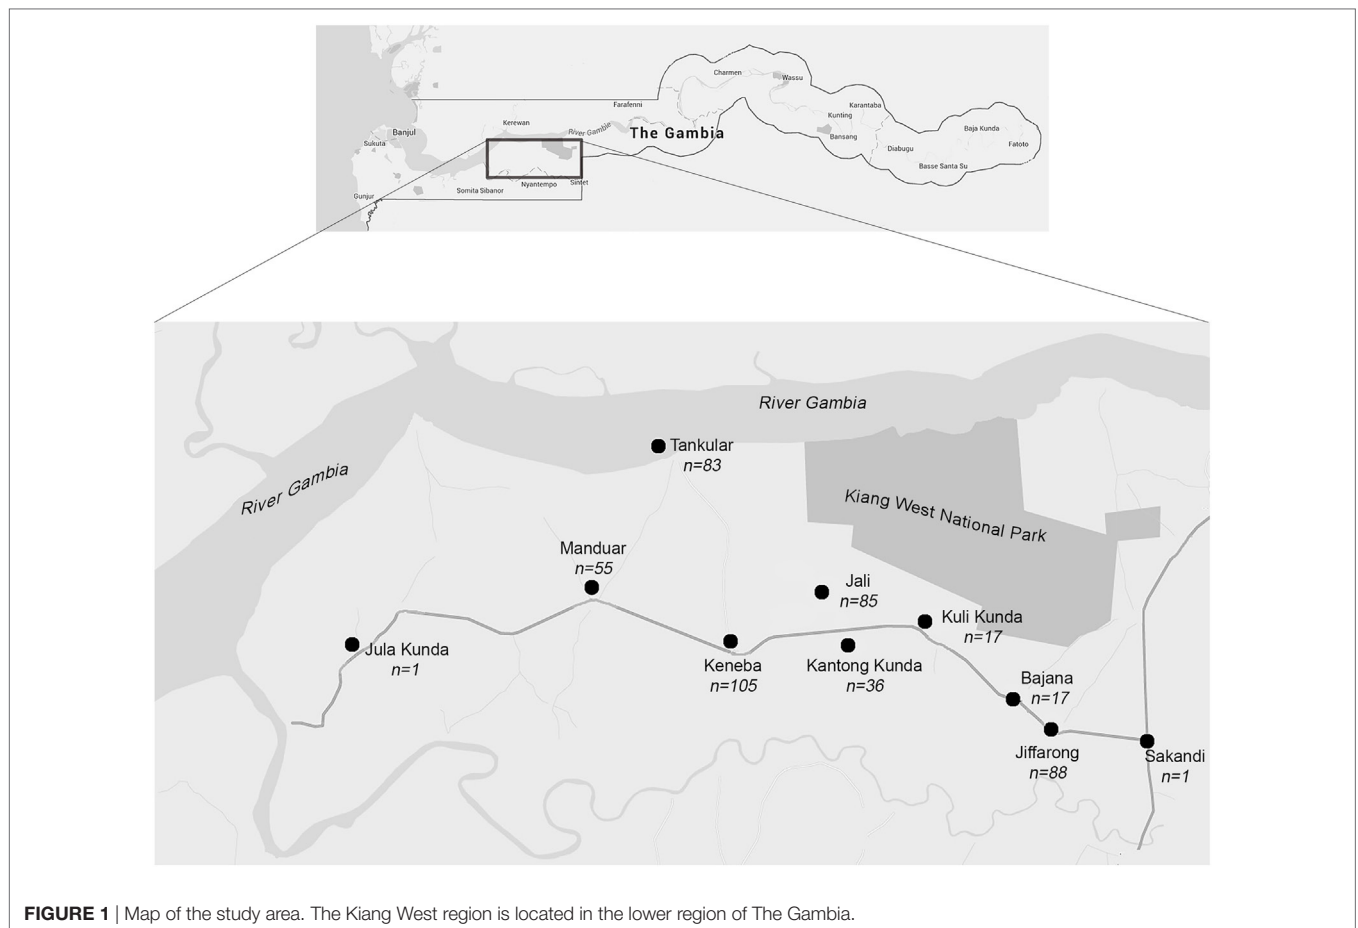 Charmen
Wassu
Farafenni
Karantaba
Kerewan
Kunting
River Gambia
The Gambia
Banjul
Bansang
Baja Kunda
Sukuta
Diabugu
Fatoto
Basse Santa Su
Sintet
Nyantempo
Somita Sibanor
Gunjur
River Gambia
Tankular
n=83
River Gambia
Kiang West National Park
Manduar
n=55
Jali
n=85
Kuli Kunda
n=17
Jula Kunda
n=1
Keneba
n=105
Kantong Kunda
n=36
Bajana
n=17
Jiffarong
n=88
Sakandi
n=1
FIGURE 1 | Map of the study area. The Kiang West region is located in the lower region of The Gambia.